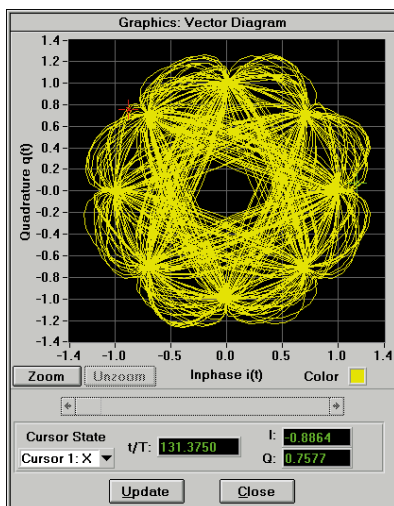 Graphics: Vector Diagram
Quadrature q(t)
1.4
1.2
1.0
0.8
0.6
0.4
0.2
-0.0
-0.2
-0.4
-0.6
-0.8
-1.0
-1.2
-1.4
-1.4 -1.0 -0.5 0.0 0.5 1.0 1.4
Zoom Unzoom Inphase i(t) Color
Cursor State
Cursor 1: X
t/T: 131.3750
I: -0.8864
Q: 0.7577
Update Close